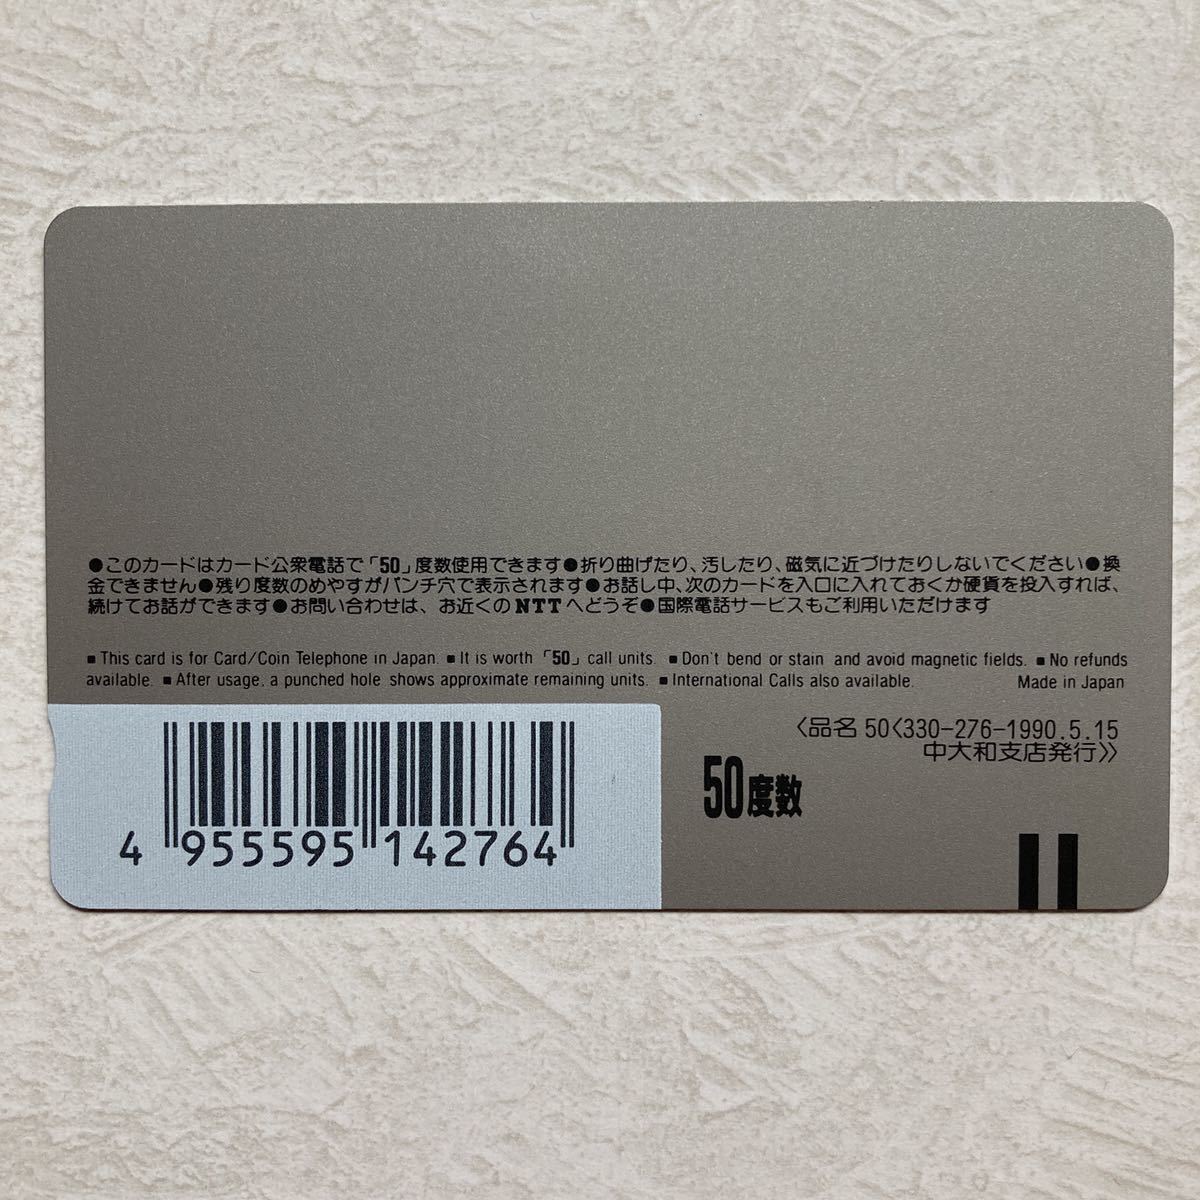 ●このカードはカード公衆電話で「50」度数使用できます●折り曲げたり、汚したり、磁気に近づけたりしないでください●換
金できません●残り度数のめやすがパンチ穴で表示されます●お話し中、次のカードを入口に入れておくか硬貨を投入すれば、
続けてお話ができます●お問い合わせは、お近くのNTTへどうぞ●国際電話サービスもご利用いただけます
■This card is for Card/Coin Telephone in Japan. ■It is worth「50」call units. ■Don't bend or stain and avoid magnetic fields. ■No refunds
available. ■After usage, a punched hole shows approximate remaining units. ■International Calls also available. Made in Japan
〈品名 50〈330-276-1990.5.15
中大和支店発行〉〉
50度数
4 955595 142764